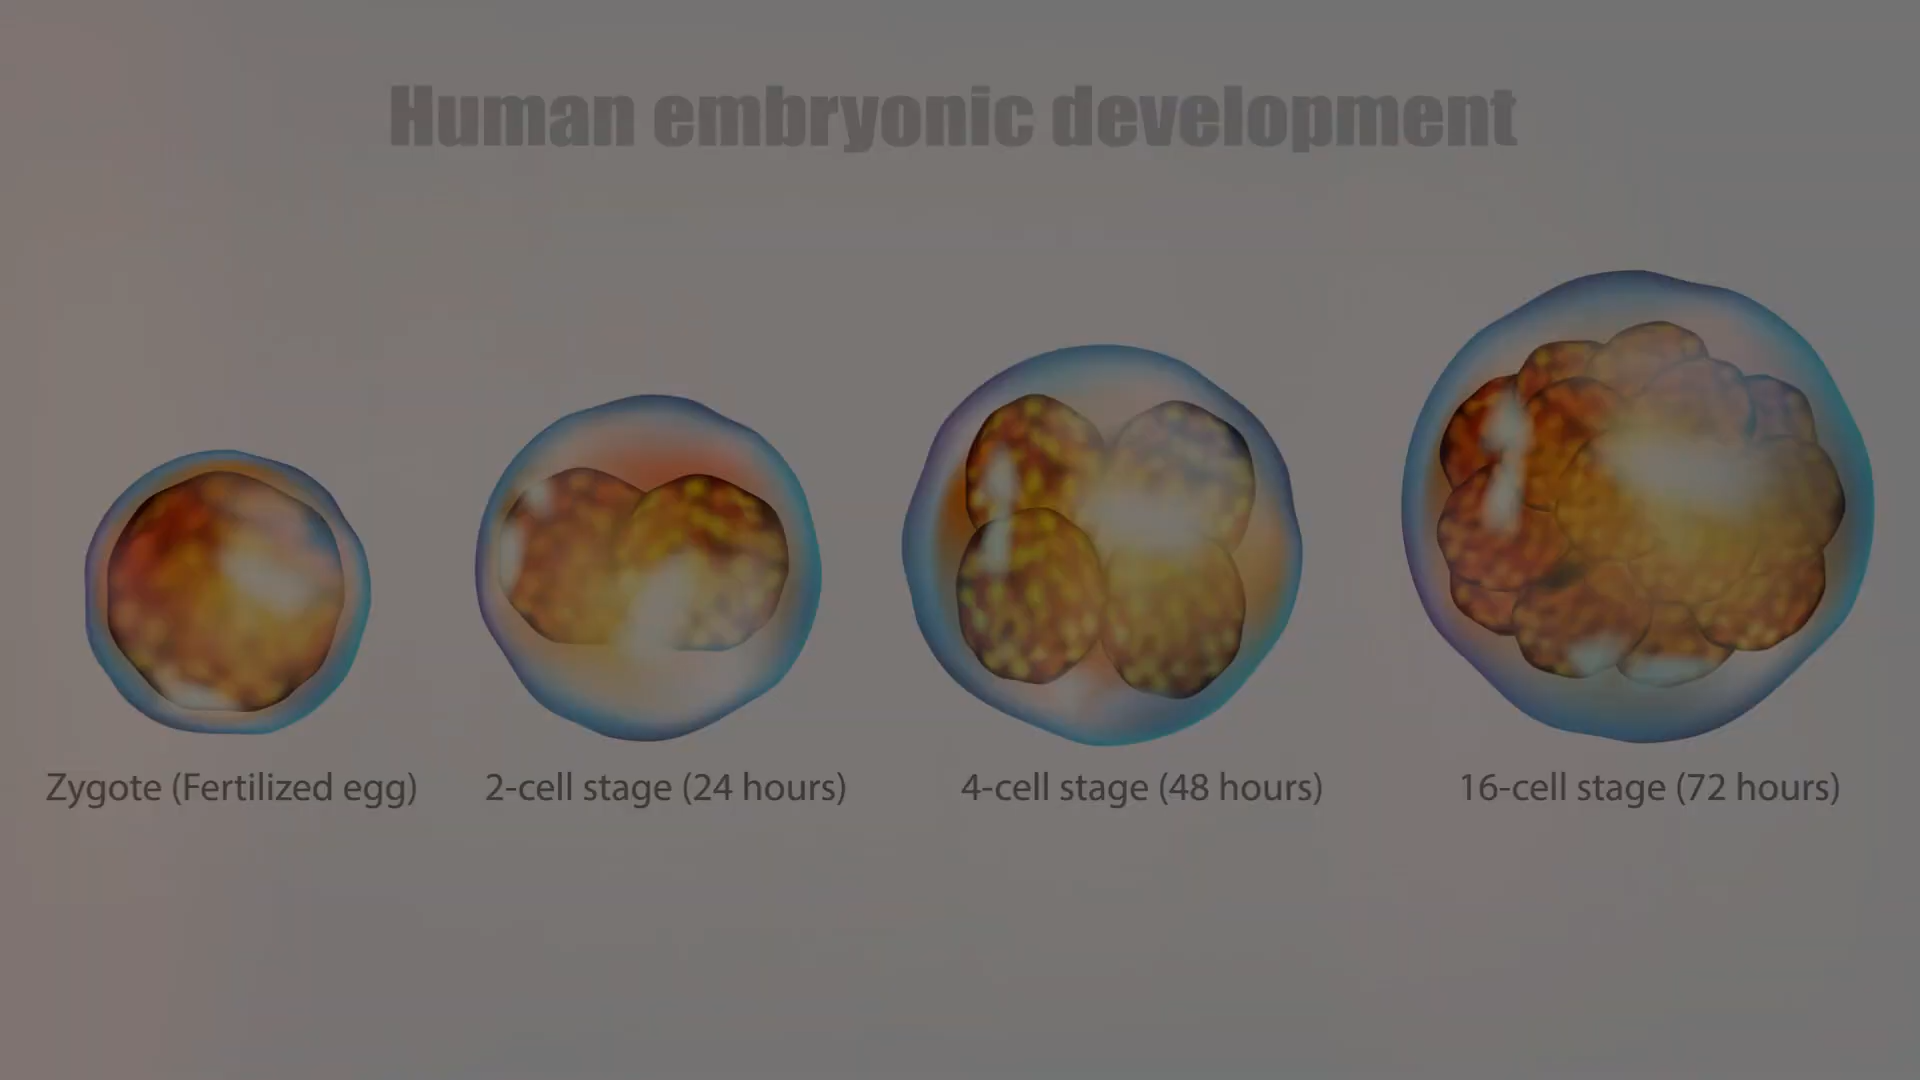 Human embryonic development
Zygote (Fertilized egg)
2-cell stage (24 hours)
4-cell stage (48 hours)
16-cell stage (72 hours)